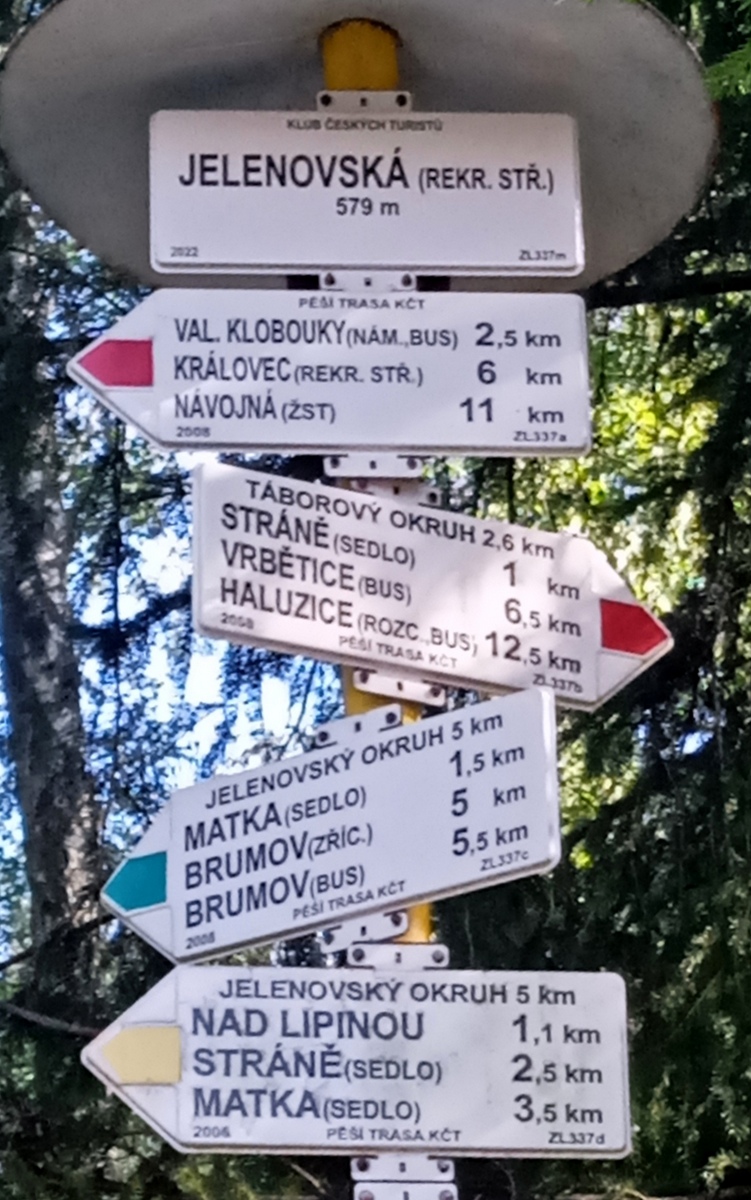 KLUB ČESKÝCH TURISTŮ
JELENOVSKÁ (REKR. STŘ.)
579 m
2022 ZL337m
PĚŠÍ TRASA KČT
VAL. KLOBOUKY(NÁM.,BUS) 2,5 km
KRÁLOVEC(REKR. STŘ.) 6 km
NÁVOJNÁ(ŽST) 11 km
2008 ZL337a
TÁBOROVÝ OKRUH 2,6 km
STRÁNĚ(SEDLO) 1 km
VRBĚTICE(BUS) 6,5 km
HALUZICE(ROZC.,BUS) 12,5 km
2008 PĚŠÍ TRASA KČT ZL337b
JELENOVSKÝ OKRUH 5 km
MATKA(SEDLO) 1,5 km
BRUMOV(ZŘÍC.) 5 km
BRUMOV(BUS) 5,5 km
2008 PĚŠÍ TRASA KČT ZL337c
JELENOVSKÝ OKRUH 5 km
NAD LIPINOU 1,1 km
STRÁNĚ(SEDLO) 2,5 km
MATKA(SEDLO) 3,5 km
2008 PĚŠÍ TRASA KČT ZL337d